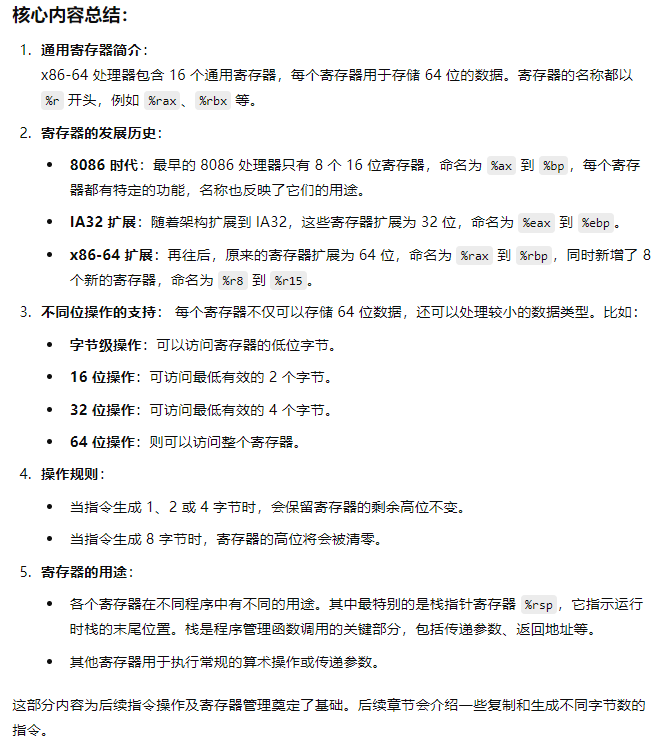 核心内容总结：
1. 通用寄存器简介：
x86-64 处理器包含 16 个通用寄存器，每个寄存器用于存储 64 位的数据。寄存器的名称都以
%r 开头，例如 %rax、%rbx 等。
2. 寄存器的发展历史：
• 8086 时代：最早的 8086 处理器只有 8 个 16 位寄存器，命名为 %ax 到 %bp，每个寄存
器都有特定的功能，名称也反映了它们的用途。
• IA32 扩展：随着架构扩展到 IA32，这些寄存器扩展为 32 位，命名为 %eax 到 %ebp。
• x86-64 扩展：再往后，原来的寄存器扩展为 64 位，命名为 %rax 到 %rbp，同时新增了 8
个新的寄存器，命名为 %r8 到 %r15。
3. 不同位操作的支持： 每个寄存器不仅可以存储 64 位数据，还可以处理较小的数据类型。比如：
• 字节级操作：可以访问寄存器的低位字节。
• 16 位操作：可访问最低有效的 2 个字节。
• 32 位操作：可访问最低有效的 4 个字节。
• 64 位操作：则可以访问整个寄存器。
4. 操作规则：
• 当指令生成 1、2 或 4 字节时，会保留寄存器的剩余高位不变。
• 当指令生成 8 字节时，寄存器的高位将会被清零。
5. 寄存器的用途：
• 各个寄存器在不同程序中有不同的用途。其中最特别的是栈指针寄存器 %rsp，它指示运行
时栈的末尾位置。栈是程序管理函数调用的关键部分，包括传递参数、返回地址等。
• 其他寄存器用于执行常规的算术操作或传递参数。
这部分内容为后续指令操作及寄存器管理奠定了基础。后续章节会介绍一些复制和生成不同字节数的
指令。